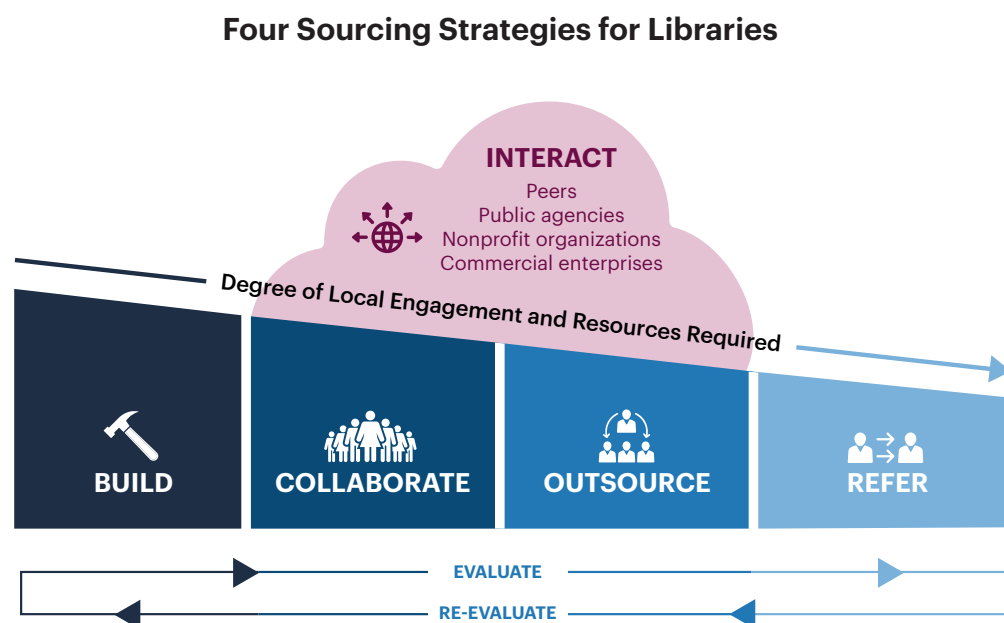 Four Sourcing Strategies for Libraries
INTERACT
Peers
Public agencies
Nonprofit organizations
Commercial enterprises
Degree of Local Engagement and Resources Required
BUILD
COLLABORATE
OUTSOURCE
REFER
EVALUATE
RE-EVALUATE